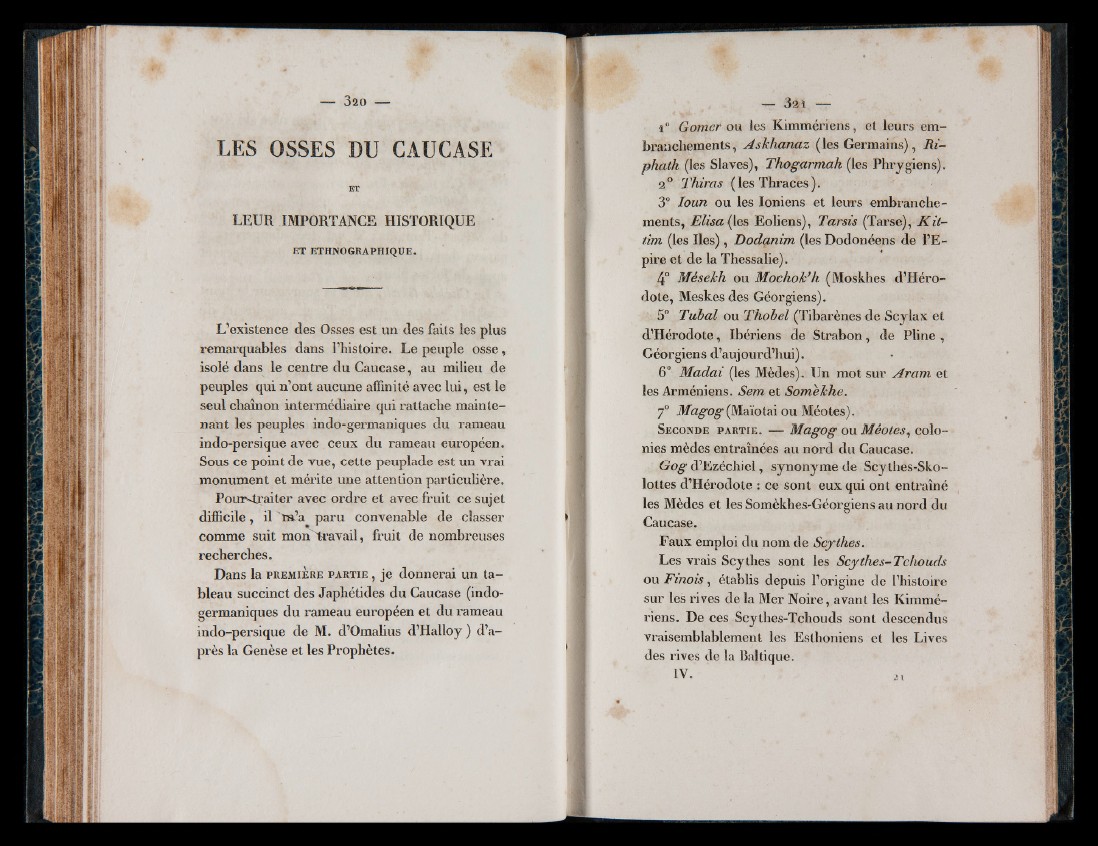 — 320 —
LES OSSES DU CAUCASE
ET
LEUR IMPORTANCE HISTORIQUE
ET ETHNOGRAPHIQUE.
L'existence des Osses est un des faits les plus
remarquables dans l'histoire. Le peuple osse,
isolé dans le centre du Caucase, au milieu de
peuples qui n'ont aucune affinité avec lui, est le
seul chaînon intermédiaire qui rattache mainte-
nant les peuples indo-germaniques du rameau
indo-persique avec ceux du rameau européen.
Sous ce point de vue, cette peuplade est un vrai
monument et mérite une attention particulière.
Pour traiter avec ordre et avec fruit ce sujet
difficile, il m'a paru convenable de classer
comme suit mon travail, fruit de nombreuses
recherches.
Dans la PREMIÈRE PARTIE, je donnerai un ta-
bleau succinct des Japhétides du Caucase (indo-
germaniques du rameau européen et du rameau
indo-persique de M. d'Omalius d'Halloy) d'a-
près la Genèse et les Prophètes.
— 321 —
1° Gomer ou les Kimmériens, et leurs em-
branchements, Askhanaz (les Germains), Ri-
phath (les Slaves), Thogarmah (les Phrygiens).
2° Thiras (les Thraces).
3° Ioun ou les Ioniens et leurs embranche-
ments, Elisa (les Eoliens), Tarsis (Tarse), Kit-
tim (les Iles), Dodanim (les Dodonéens de l'E-
pire et de la Thessalie).
4° Mésekh ou Mochok'h (Moskhes d'Héro-
dote, Meskes des Géorgiens).
5° Tubal ou Thobel (Tibarènes de Scylax et
d'Hérodote, Ibériens de Strabon, de Pline,
Géorgiens d'aujourd'hui).
6° Madai (les Mèdes). Un mot sur Aram et
les Arméniens. Sem et Somèkhe.
7° Magog (Maïotai ou Méotes).
SECONDE PARTIE. — Magog ou Méotes, colo-
nies mèdes entraînées au nord du Caucase.
Gog d'Ezéchiel, synonyme de Scythes-Sko-
lottes d'Hérodote : ce sont eux qui ont entraîné
les Mèdes et les Somèkhes-Géorgiens au nord du
Caucase.
Faux emploi du nom de Scythes.
Les vrais Scythes sont les Scythes-Tchouds
ou Finois, établis depuis l'origine de l'histoire
sur les rives de la Mer Noire, avant les Kimmé-
riens. De ces Scythes-Tchouds sont descendus
vraisemblablement les Esthoniens et les Lives
des rives de la Baltique.
IV. 21